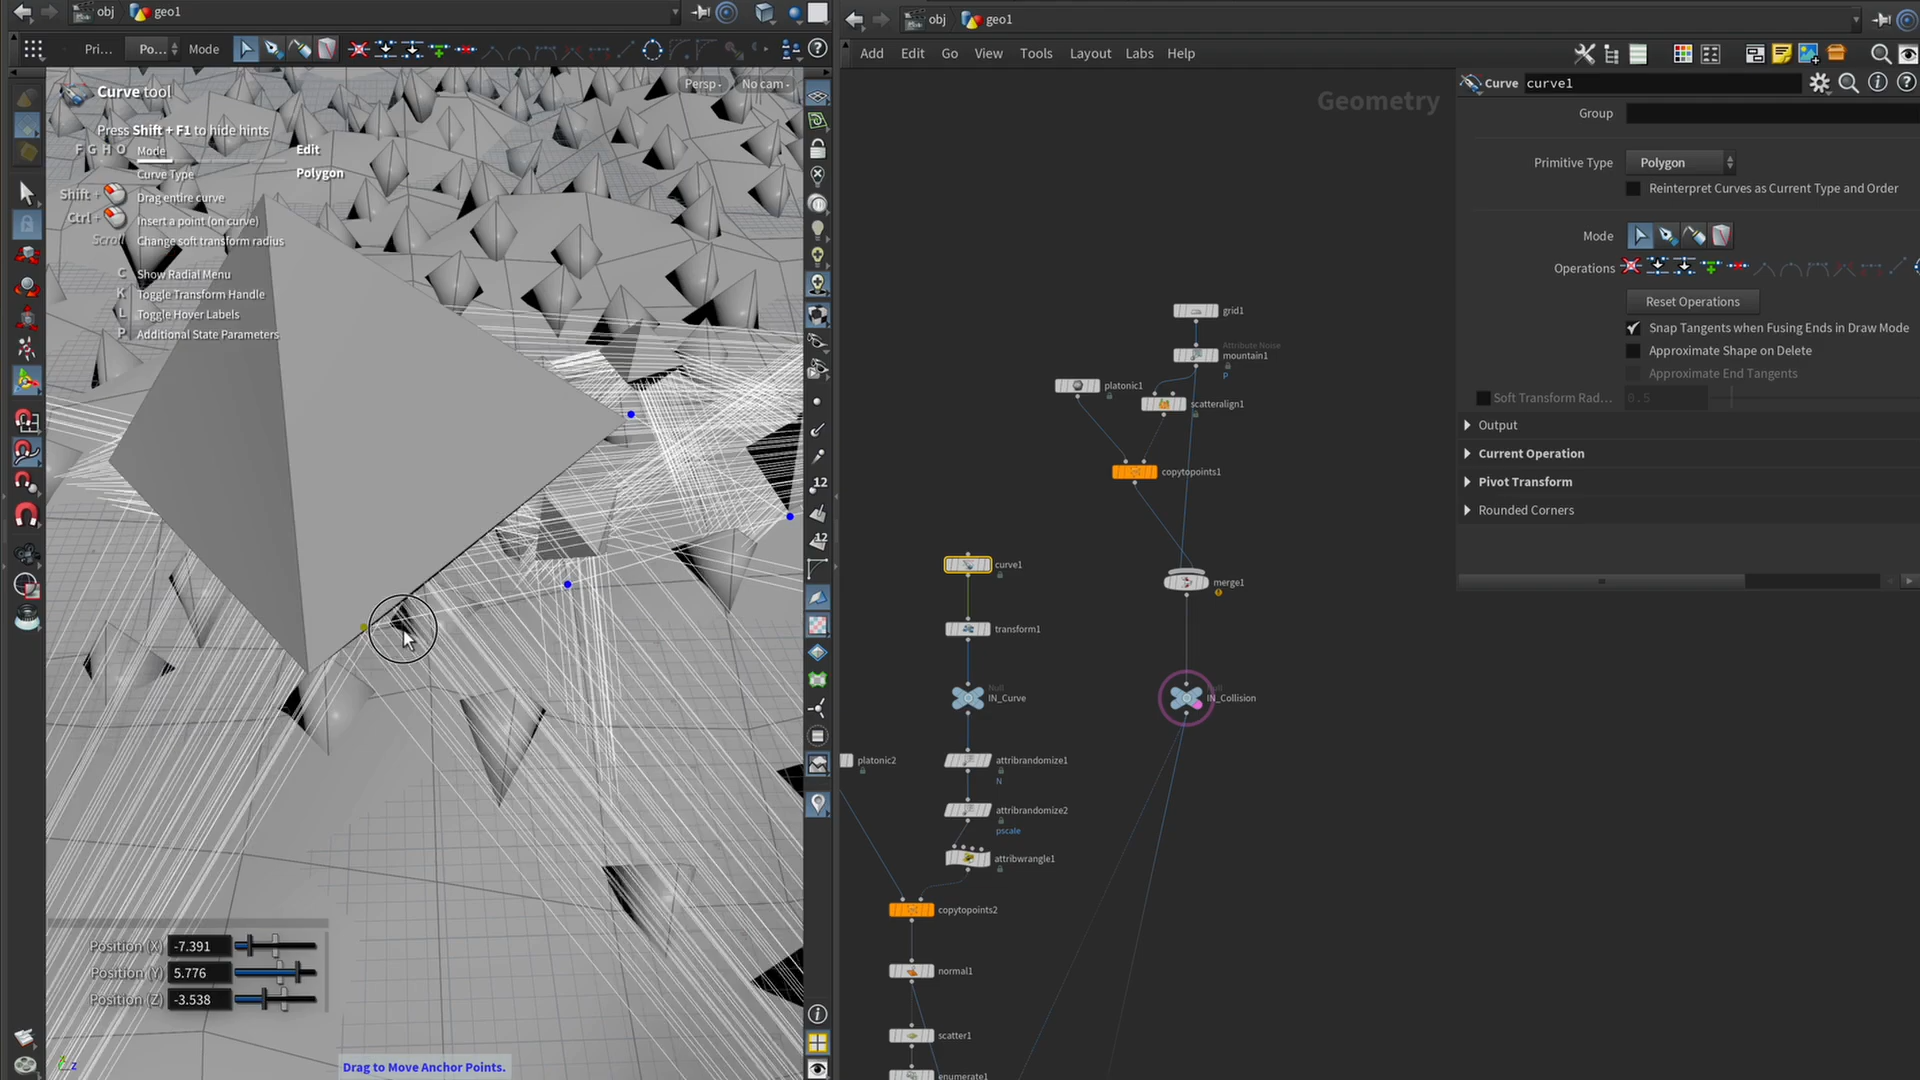 obj
geo1
obj
geo1
Pri...
Po...
Mode
Add
Edit
Go
View
Tools
Layout
Labs
Help
Curve tool
Persp
No cam
Press Shift + F1 to hide hints
F G H O
Mode
Edit
Curve Type
Polygon
Shift +
Drag entire curve
Ctrl +
Insert a point (on curve)
Scroll
Change soft transform radius
C
Show Radial Menu
K
Toggle Transform Handle
L
Toggle Hover Labels
P
Additional State Parameters
12
12
Position (X)
-7.391
Position (Y)
5.776
Position (Z)
-3.538
z
Drag to Move Anchor Points.
Geometry
grid1
Attribute Noise
mountain1
P
platonic1
scatteralign1
copytopoints1
curve1
merge1
transform1
Null
IN_Curve
Null
IN_Collision
platonic2
attribrandomize1
N
attribrandomize2
pscale
attribwrangle1
copytopoints2
normal1
scatter1
enumerate1
Curve
curve1
Group
Primitive Type
Polygon
Reinterpret Curves as Current Type and Order
Mode
Operations
Reset Operations
Snap Tangents when Fusing Ends in Draw Mode
Approximate Shape on Delete
Approximate End Tangents
Soft Transform Rad...
0.5
Output
Current Operation
Pivot Transform
Rounded Corners